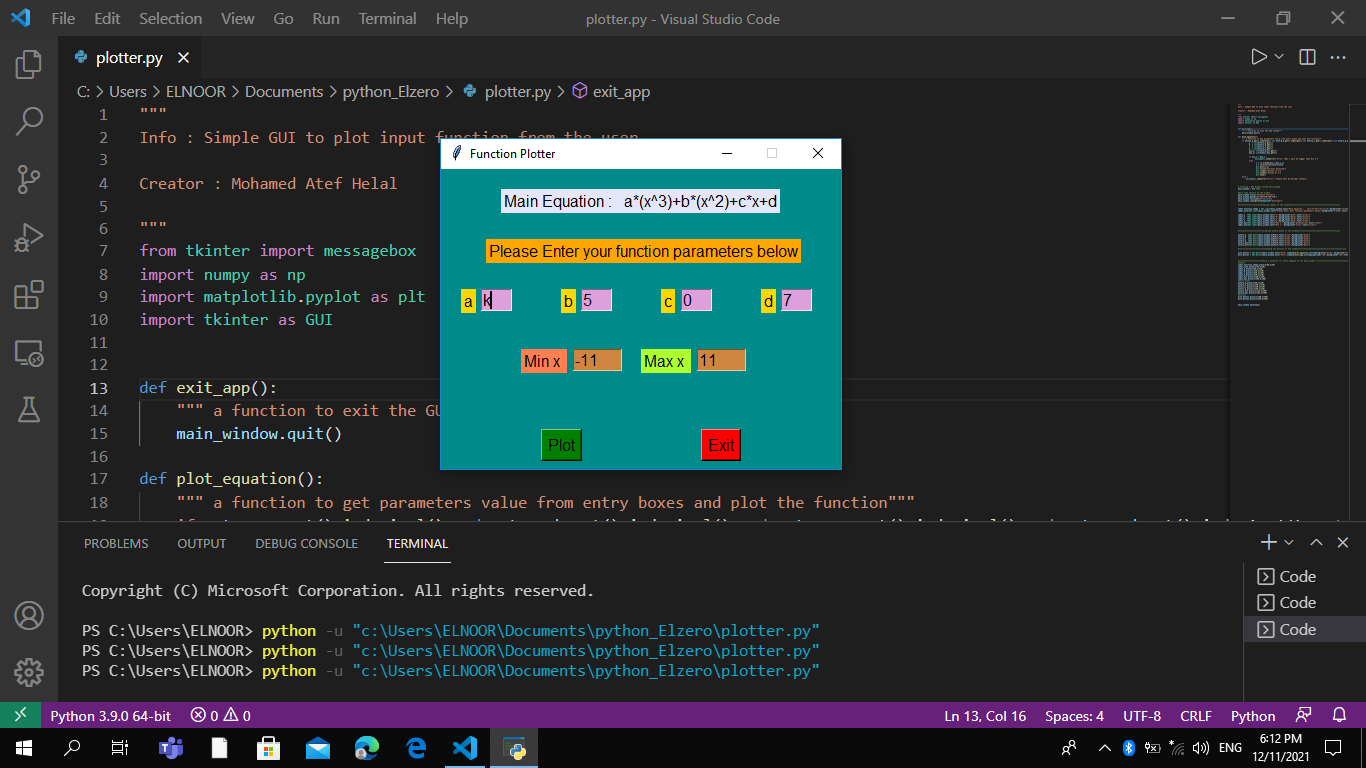 File Edit Selection View Go Run Terminal Help plotter.py - Visual Studio Code
plotter.py
C: > Users > ELNOOR > Documents > python_Elzero > plotter.py > exit_app
1 """
2 Info : Simple GUI to plot input function from the user
3
4 Creator : Mohamed Atef Helal
5
6 """
7 from tkinter import messagebox
8 import numpy as np
9 import matplotlib.pyplot as plt
10 import tkinter as GUI
11
12
13 def exit_app():
14 """ a function to exit the GU
15 main_window.quit()
16
17 def plot_equation():
18 """ a function to get parameters value from entry boxes and plot the function"""
Function Plotter
Main Equation : a*(x^3)+b*(x^2)+c*x+d
Please Enter your function parameters below
a k b 5 c 0 d 7
Min x -11 Max x 11
Plot Exit
PROBLEMS OUTPUT DEBUG CONSOLE TERMINAL
Copyright (C) Microsoft Corporation. All rights reserved.
PS C:\Users\ELNOOR> python -u "c:\Users\ELNOOR\Documents\python_Elzero\plotter.py"
PS C:\Users\ELNOOR> python -u "c:\Users\ELNOOR\Documents\python_Elzero\plotter.py"
PS C:\Users\ELNOOR> python -u "c:\Users\ELNOOR\Documents\python_Elzero\plotter.py"
Code
Code
Code
Python 3.9.0 64-bit 0 0 Ln 13, Col 16 Spaces: 4 UTF-8 CRLF Python
ENG 6:12 PM
12/11/2021